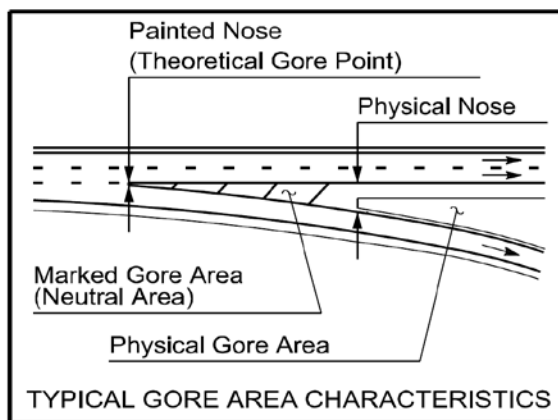 Painted Nose
(Theoretical Gore Point)
Physical Nose
Marked Gore Area
(Neutral Area)
Physical Gore Area
TYPICAL GORE AREA CHARACTERISTICS